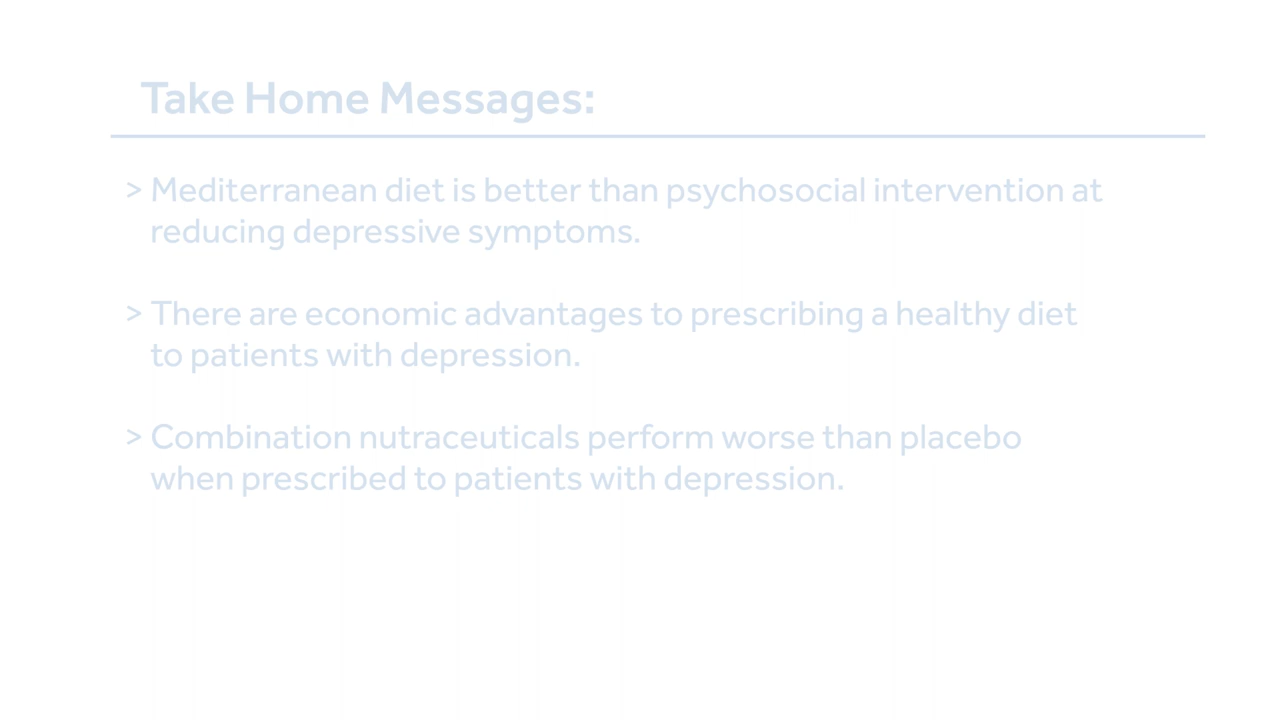 Take Home Messages:
> Mediterranean diet is better than psychosocial intervention at
reducing depressive symptoms.
> There are economic advantages to prescribing a healthy diet
to patients with depression.
> Combination nutraceuticals perform worse than placebo
when prescribed to patients with depression.